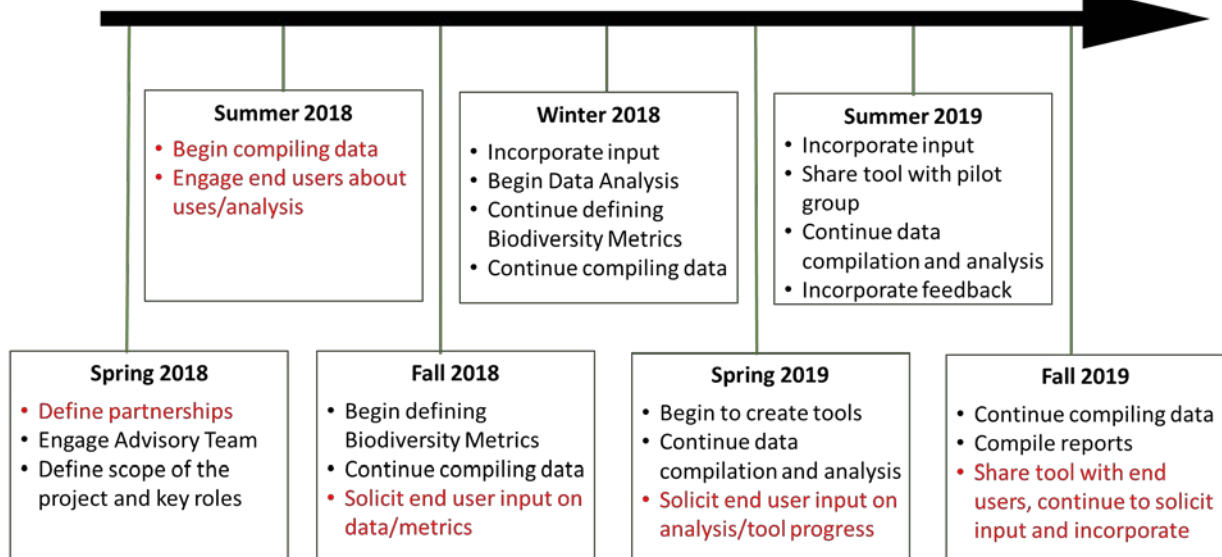 Summer 2018
• Begin compiling data
• Engage end users about
uses/analysis
Winter 2018
• Incorporate input
• Begin Data Analysis
• Continue defining
Biodiversity Metrics
• Continue compiling data
Summer 2019
• Incorporate input
• Share tool with pilot
group
• Continue data
compilation and analysis
• Incorporate feedback
Spring 2018
• Define partnerships
• Engage Advisory Team
• Define scope of the
project and key roles
Fall 2018
• Begin defining
Biodiversity Metrics
• Continue compiling data
• Solicit end user input on
data/metrics
Spring 2019
• Begin to create tools
• Continue data
compilation and analysis
• Solicit end user input on
analysis/tool progress
Fall 2019
• Continue compiling data
• Compile reports
• Share tool with end
users, continue to solicit
input and incorporate